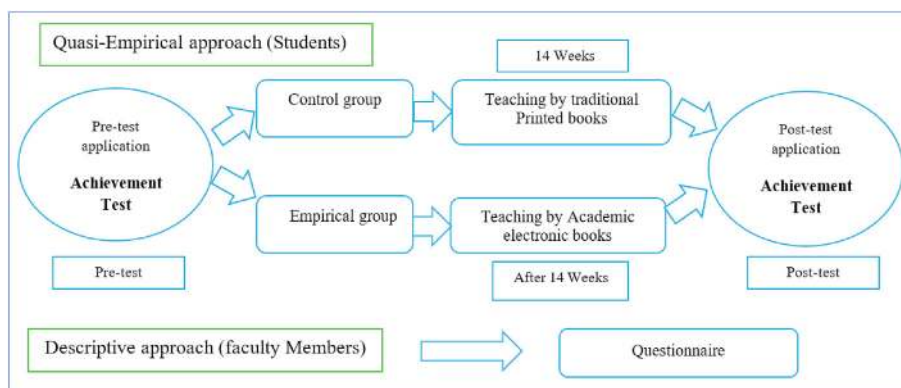 Quasi-Empirical approach (Students)
14 Weeks
Control group
Teaching by traditional
Printed books
Pre-test
application
Achievement
Test
Post-test
application
Achievement
Test
Empirical group
Teaching by Academic
electronic books
Pre-test
After 14 Weeks
Post-test
Descriptive approach (faculty Members)
Questionnaire